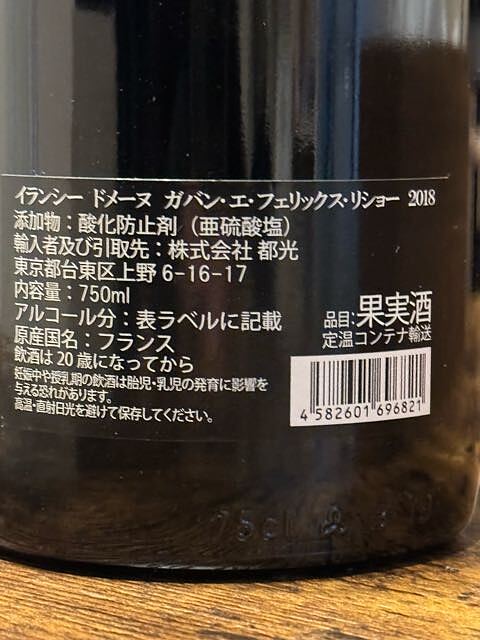 イランシー ドメーヌ ガバン・エ・フェリックス・リショー 2018
添加物：酸化防止剤（亜硫酸塩）
輸入者及び引取先：株式会社 都光
東京都台東区上野 6-16-17
内容量：750ml
アルコール分：表ラベルに記載
原産国名：フランス
飲酒は 20 歳になってから
妊娠中や授乳期の飲酒は胎児・乳児の発育に影響を
与える恐れがあります。
高温・直射日光を避けて保存してください。
品目：果実酒
定温コンテナ輸送
4 582601 696821
75cl